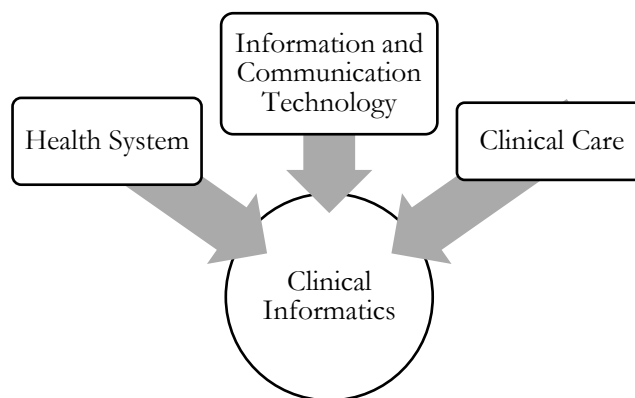 Information and
Communication
Technology
Health System
Clinical Care
Clinical
Informatics